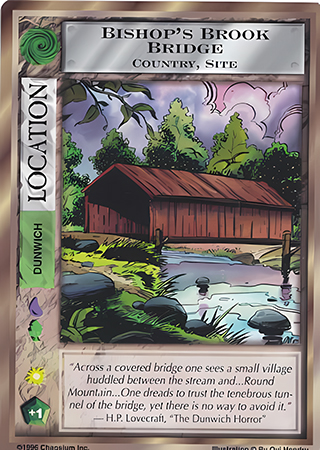 BISHOP'S BROOK
BRIDGE
COUNTRY, SITE
LOCATION
DUNWICH
+1
"Across a covered bridge one sees a small village
huddled between the stream and...Round
Mountain...One dreads to trust the tenebrous tun-
nel of the bridge, yet there is no way to avoid it."
— H.P. Lovecraft, "The Dunwich Horror"
©1996 Chaosium Inc.
Illustration ©